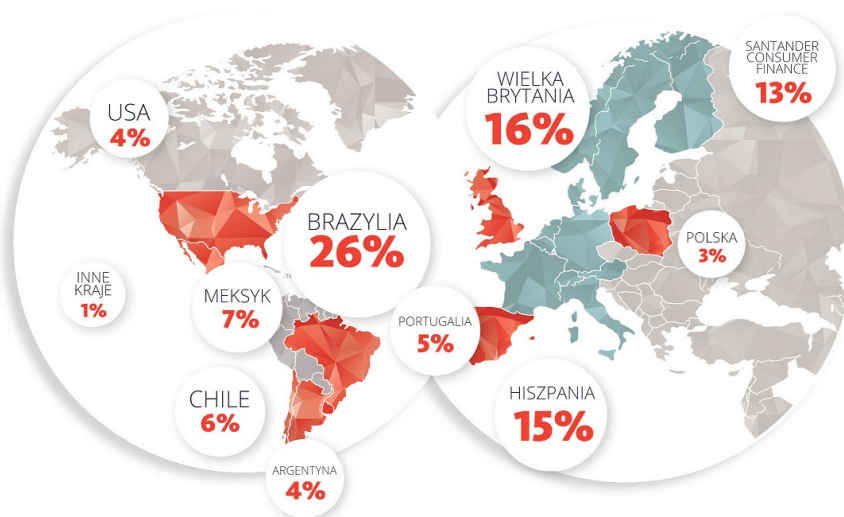 USA
4%
BRAZYLIA
26%
INNE
KRAJE
1%
MEKSYK
7%
CHILE
6%
ARGENTYNA
4%
WIELKA
BRYTANIA
16%
SANTANDER
CONSUMER
FINANCE
13%
POLSKA
3%
PORTUGALIA
5%
HISZPANIA
15%